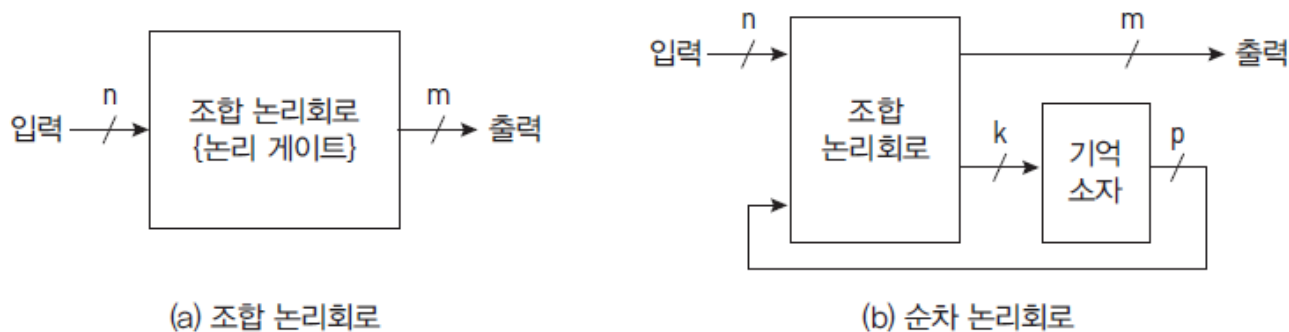 입력
n
조합 논리회로
{논리 게이트}
m
출력
(a) 조합 논리회로
입력
n
조합
논리회로
m
출력
k
기억
소자
p
(b) 순차 논리회로